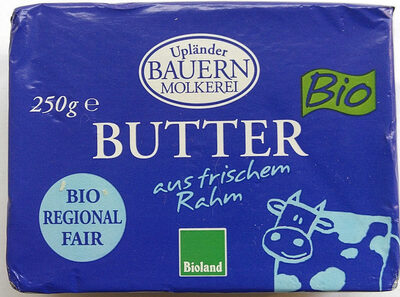 Upländer
BAUERN
MOLKEREI
Bio
250g e
BUTTER
aus frischem
Rahm
BIO
REGIONAL
FAIR
Bioland